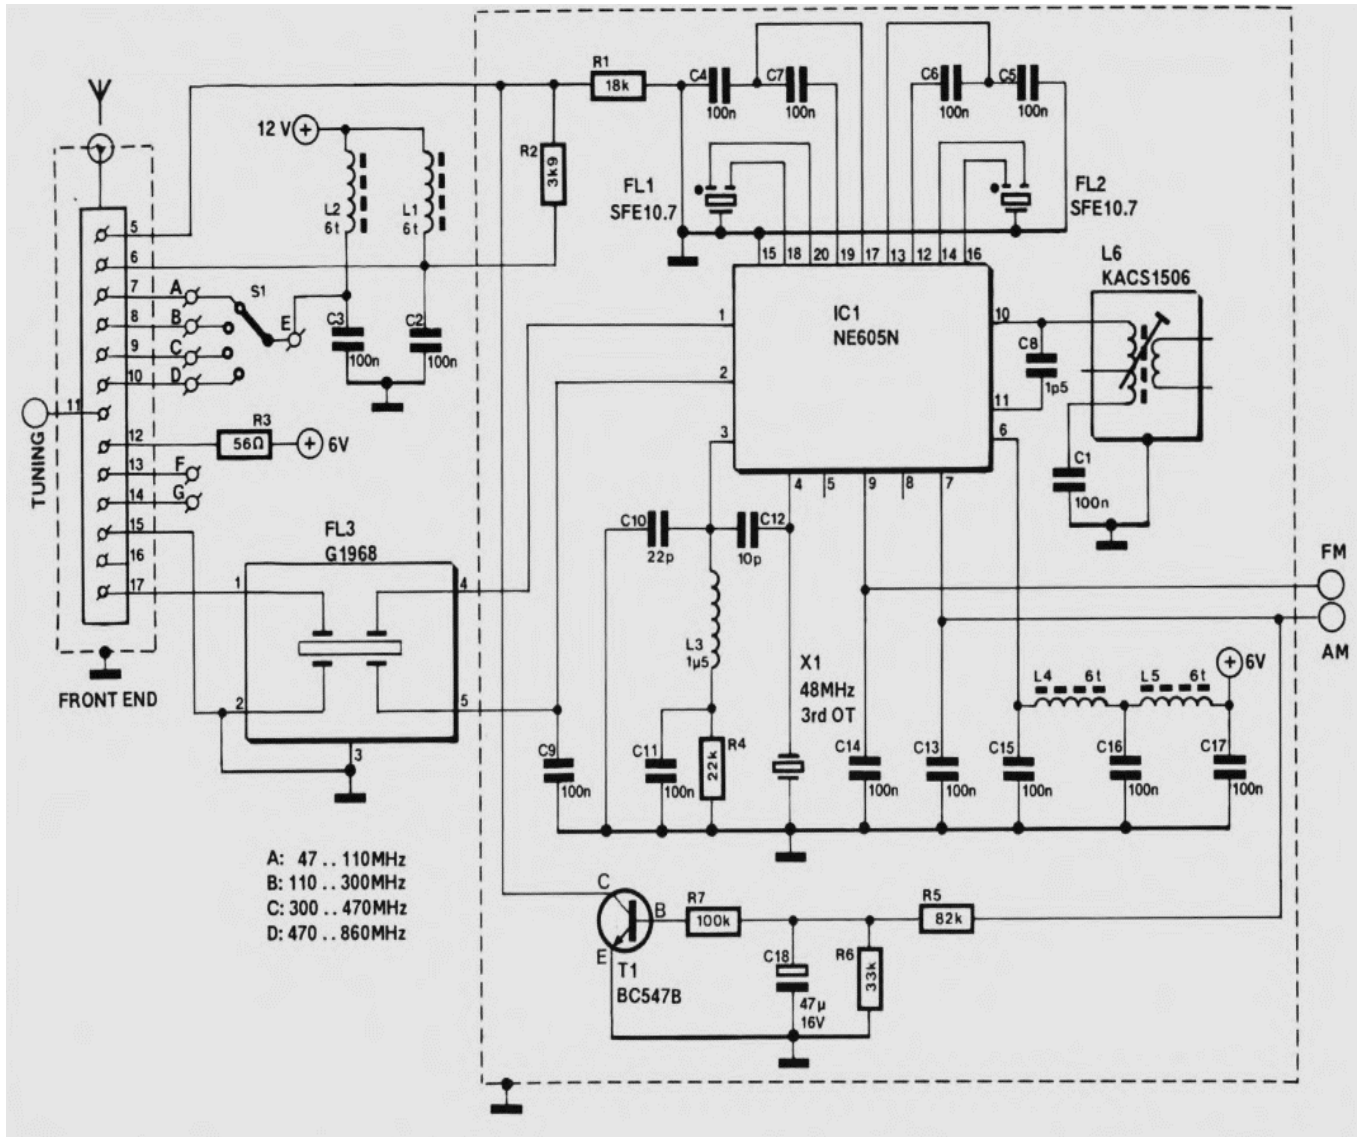 R1
18k
C4
100n
C7
100n
C6
100n
C5
100n
12 V
+
R2
3k9
L2
6t
L1
6t
FL1
SFE10.7
FL2
SFE10.7
5
6
7
8
9
10
11
12
13
14
15
16
17
A
B
C
D
S1
E
C3
100n
C2
100n
15
18
20
19
17
13
12
14
16
L6
KACS1506
IC1
NE605N
1
2
3
4
5
9
8
7
10
11
6
C8
1p5
C1
100n
TUNING
R3
56Ω
+
6V
F
G
FL3
G1968
1
4
2
5
3
FRONT END
C10
22p
C12
10p
L3
1µ5
X1
48MHz
3rd OT
FM
AM
+
6V
L4
6t
L5
6t
C9
100n
C11
100n
R4
22k
C14
100n
C13
100n
C15
100n
C16
100n
C17
100n
A: 47 .. 110MHz
B: 110 .. 300MHz
C: 300 .. 470MHz
D: 470 .. 860MHz
C
B
E
T1
BC547B
R7
100k
R5
82k
C18
47µ
16V
R6
33k